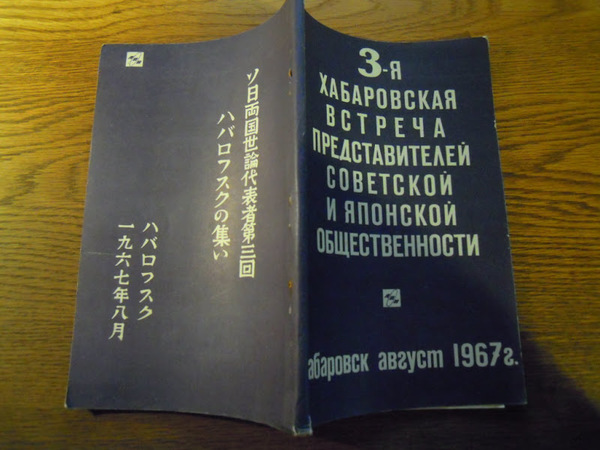 3-Я
ХАБАРОВСКАЯ
ВСТРЕЧА
ПРЕДСТАВИТЕЛЕЙ
СОВЕТСКОЙ
И ЯПОНСКОЙ
ОБЩЕСТВЕННОСТИ
абаровск август 1967г.
ソ日両国世論代表者第三回
ハバロフスクの集い
ハバロフスク
一九六七年八月